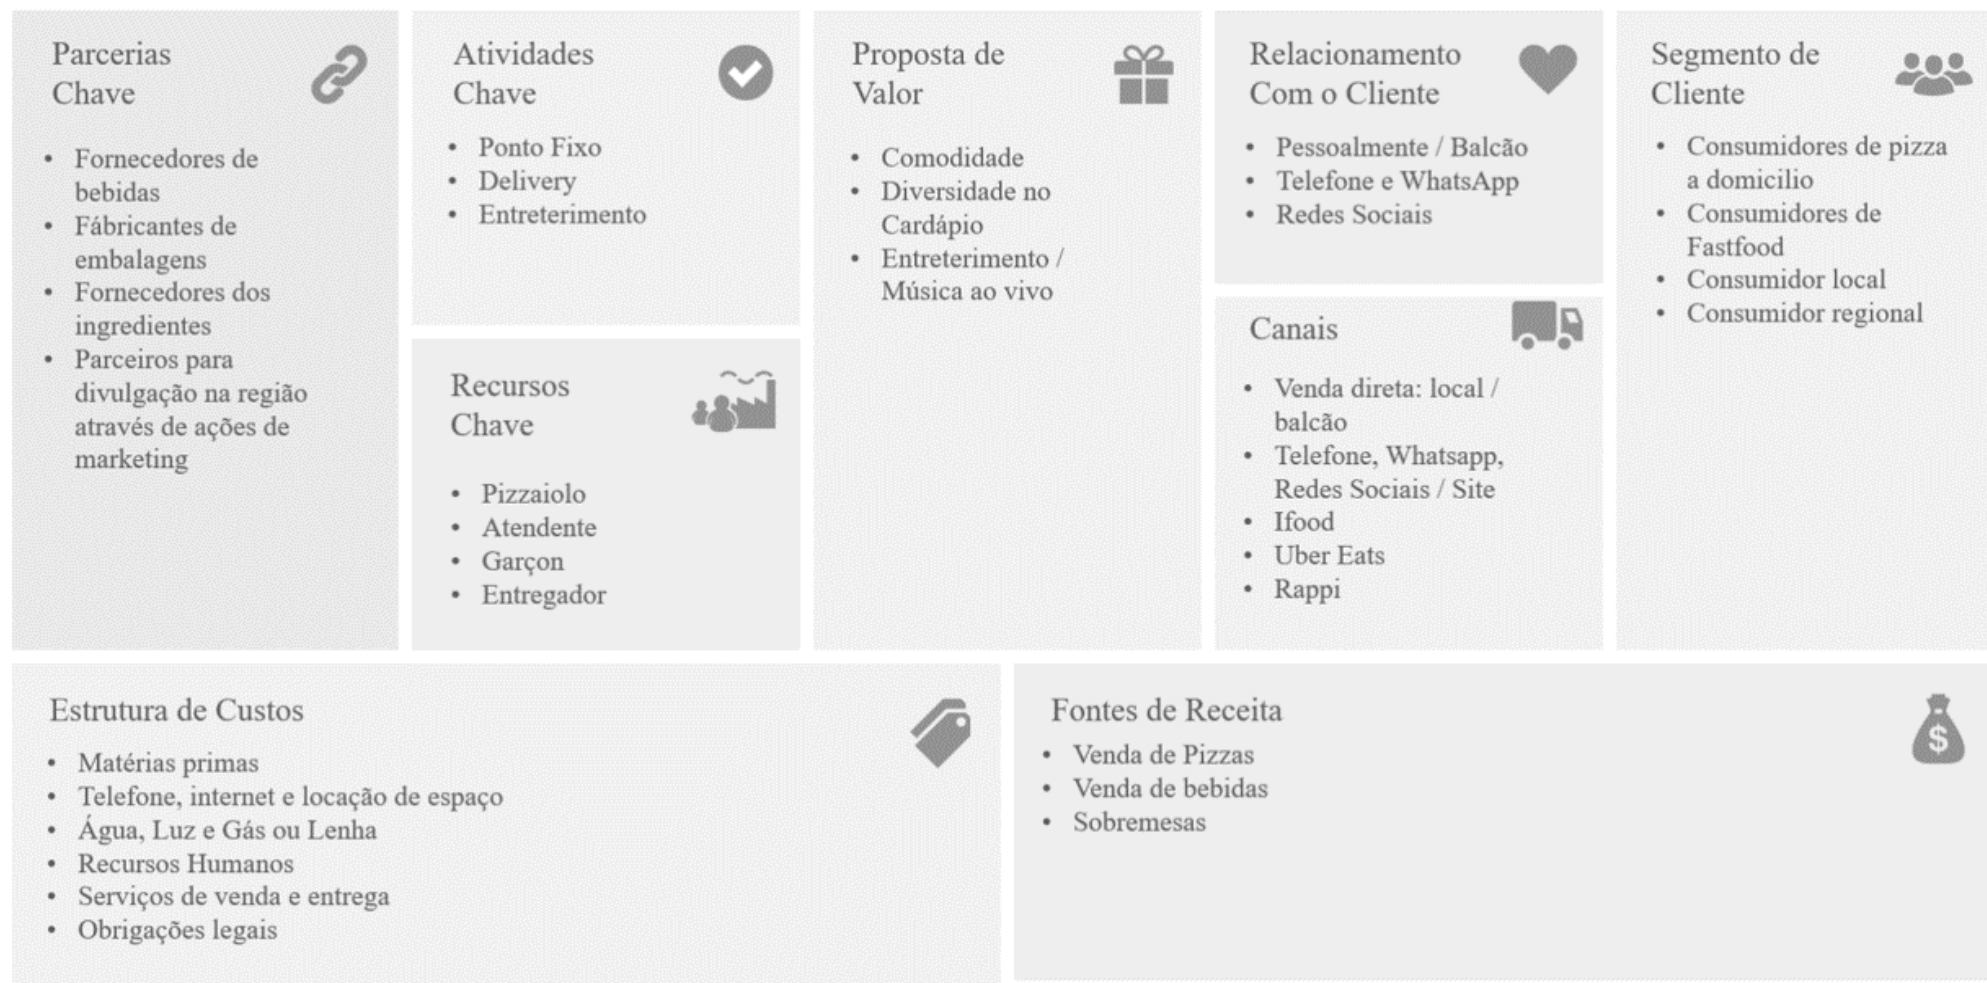 Parcerias
Chave
• Fornecedores de
bebidas
• Fábricantes de
embalagens
• Fornecedores dos
ingredientes
• Parceiros para
divulgação na região
através de ações de
marketing
Atividades
Chave
• Ponto Fixo
• Delivery
• Entreterimento
Recursos
Chave
• Pizzaiolo
• Atendente
• Garçon
• Entregador
Proposta de
Valor
• Comodidade
• Diversidade no
Cardápio
• Entreterimento /
Música ao vivo
Relacionamento
Com o Cliente
• Pessoalmente / Balcão
• Telefone e WhatsApp
• Redes Sociais
Canais
• Venda direta: local /
balcão
• Telefone, Whatsapp,
Redes Sociais / Site
• Ifood
• Uber Eats
• Rappi
Segmento de
Cliente
• Consumidores de pizza
a domicilio
• Consumidores de
Fastfood
• Consumidor local
• Consumidor regional
Estrutura de Custos
• Matérias primas
• Telefone, internet e locação de espaço
• Água, Luz e Gás ou Lenha
• Recursos Humanos
• Serviços de venda e entrega
• Obrigações legais
Fontes de Receita
• Venda de Pizzas
• Venda de bebidas
• Sobremesas
$